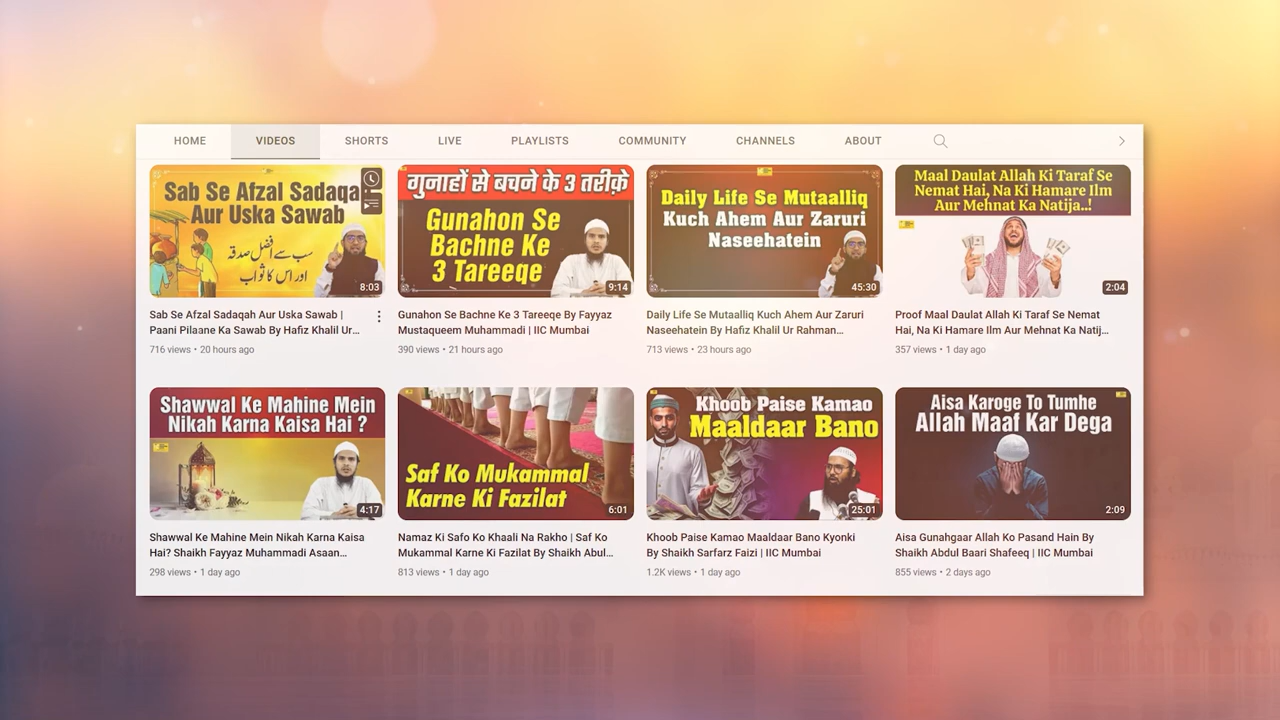 HOME
VIDEOS
SHORTS
LIVE
PLAYLISTS
COMMUNITY
CHANNELS
ABOUT
Sab Se Afzal Sadaqa
Aur Uska Sawab
سب سے افضل صدقہ
اور اس کا ثواب
8:03
गुनाहों से बचने के 3 तरीक़े
Gunahon Se
Bachne Ke
3 Tareeqe
9:14
Daily Life Se Mutaalliq
Kuch Ahem Aur Zaruri
Naseehatein
45:30
Maal Daulat Allah Ki Taraf Se
Nemat Hai, Na Ki Hamare Ilm
Aur Mehnat Ka Natija..!
2:04
Sab Se Afzal Sadaqah Aur Uska Sawab |
Paani Pilaane Ka Sawab By Hafiz Khalil Ur...
716 views • 20 hours ago
Gunahon Se Bachne Ke 3 Tareeqe By Fayyaz
Mustaqueem Muhammadi | IIC Mumbai
390 views • 21 hours ago
Daily Life Se Mutaalliq Kuch Ahem Aur Zaruri
Naseehatein By Hafiz Khalil Ur Rahman...
713 views • 23 hours ago
Proof Maal Daulat Allah Ki Taraf Se Nemat
Hai, Na Ki Hamare Ilm Aur Mehnat Ka Natij...
357 views • 1 day ago
Shawwal Ke Mahine Mein
Nikah Karna Kaisa Hai ?
4:17
Saf Ko Mukammal
Karne Ki Fazilat
6:01
Khoob Paise Kamao
Maaldaar Bano
25:01
Aisa Karoge To Tumhe
Allah Maaf Kar Dega
2:09
Shawwal Ke Mahine Mein Nikah Karna Kaisa
Hai? Shaikh Fayyaz Muhammadi Asaan...
298 views • 1 day ago
Namaz Ki Safo Ko Khaali Na Rakho | Saf Ko
Mukammal Karne Ki Fazilat By Shaikh Abul...
813 views • 1 day ago
Khoob Paise Kamao Maaldaar Bano Kyonki
By Shaikh Sarfarz Faizi | IIC Mumbai
1.2K views • 1 day ago
Aisa Gunahgaar Allah Ko Pasand Hain By
Shaikh Abdul Baari Shafeeq | IIC Mumbai
855 views • 2 days ago